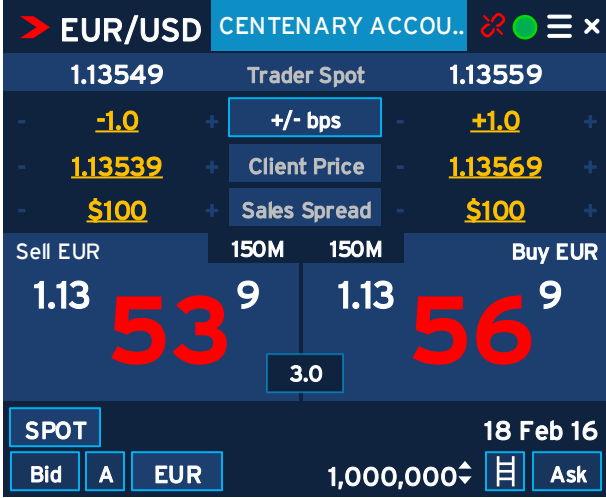 EUR/USD CENTENARY ACCOU..
1.13549 Trader Spot 1.13559
- -1.0 + +/- bps - +1.0 +
- 1.13539 + Client Price - 1.13569 +
- $100 + Sales Spread - $100 +
Sell EUR 150M 150M Buy EUR
1.13 53 9 1.13 56 9
3.0
SPOT 18 Feb 16
Bid A EUR 1,000,000 Ask